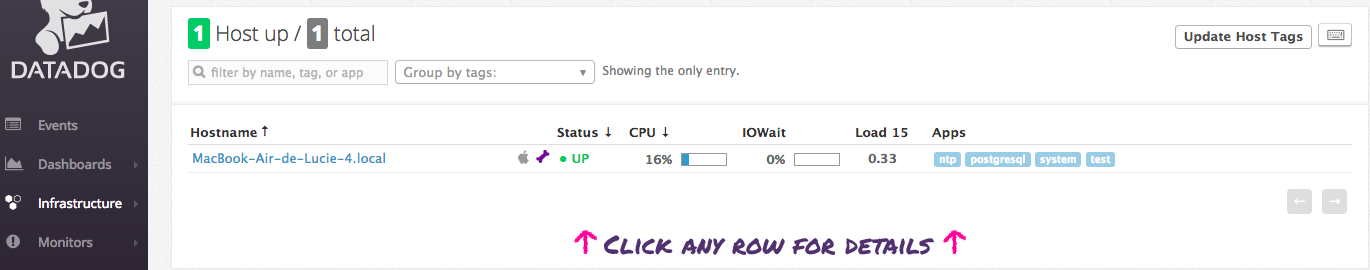 DATADOG
Events
Dashboards
Infrastructure
Monitors
1 Host up / 1 total
Update Host Tags
filter by name, tag, or app
Group by tags:
Showing the only entry.
Hostname ↑ Status ↓ CPU ↓ IOWait Load 15 Apps
MacBook-Air-de-Lucie-4.local UP 16% 0% 0.33 ntp postgresql system test
← →
↑ CLICK ANY ROW FOR DETAILS ↑